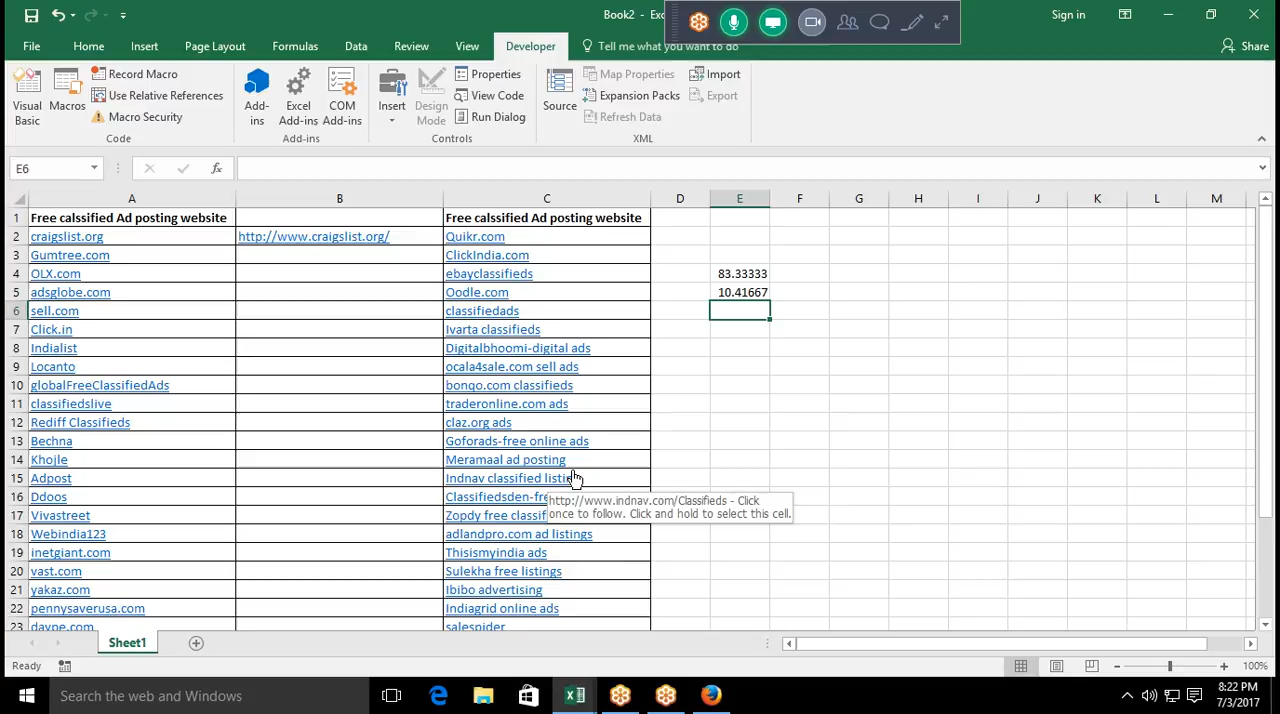 Book2 - Exc
Sign in
File Home Insert Page Layout Formulas Data Review View Developer Tell me what you want to do Share
Visual Basic
Macros
Record Macro
Use Relative References
Macro Security
Code
Add-ins
Excel Add-ins
COM Add-ins
Add-ins
Insert
Design Mode
Properties
View Code
Run Dialog
Controls
Source
Map Properties
Expansion Packs
Refresh Data
Import
Export
XML
E6
fx
A B C D E F G H I J K L M
1 Free calssified Ad posting website Free calssified Ad posting website
2 craigslist.org http://www.craigslist.org/ Quikr.com
3 Gumtree.com ClickIndia.com
4 OLX.com ebayclassifieds 83.33333
5 adsglobe.com Oodle.com 10.41667
6 sell.com classifiedads
7 Click.in Ivarta classifieds
8 Indialist Digitalbhoomi-digital ads
9 Locanto ocala4sale.com sell ads
10 globalFreeClassifiedAds bonqo.com classifieds
11 classifiedslive traderonline.com ads
12 Rediff Classifieds claz.org ads
13 Bechna Goforads-free online ads
14 Khojle Meramaal ad posting
15 Adpost Indnav classified listin
16 Ddoos Classifiedsden-fre
http://www.indnav.com/Classifieds - Click
once to follow. Click and hold to select this cell.
17 Vivastreet Zopdy free classif
18 Webindia123 adlandpro.com ad listings
19 inetgiant.com Thisismyindia ads
20 vast.com Sulekha free listings
21 yakaz.com Ibibo advertising
22 pennysaverusa.com Indiagrid online ads
23 daype.com salespider
Sheet1
Ready
100%
Search the web and Windows
8:22 PM
7/3/2017